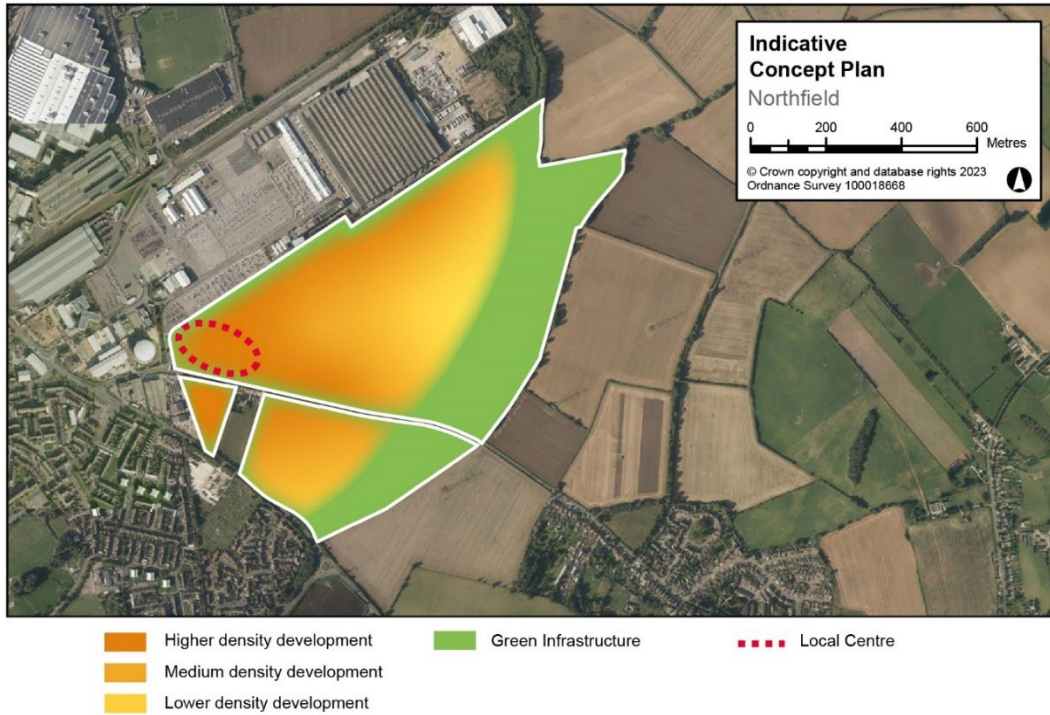 Indicative
Concept Plan
Northfield
0 200 400 600
Metres
© Crown copyright and database rights 2023
Ordnance Survey 100018668
Higher density development
Medium density development
Lower density development
Green Infrastructure
Local Centre